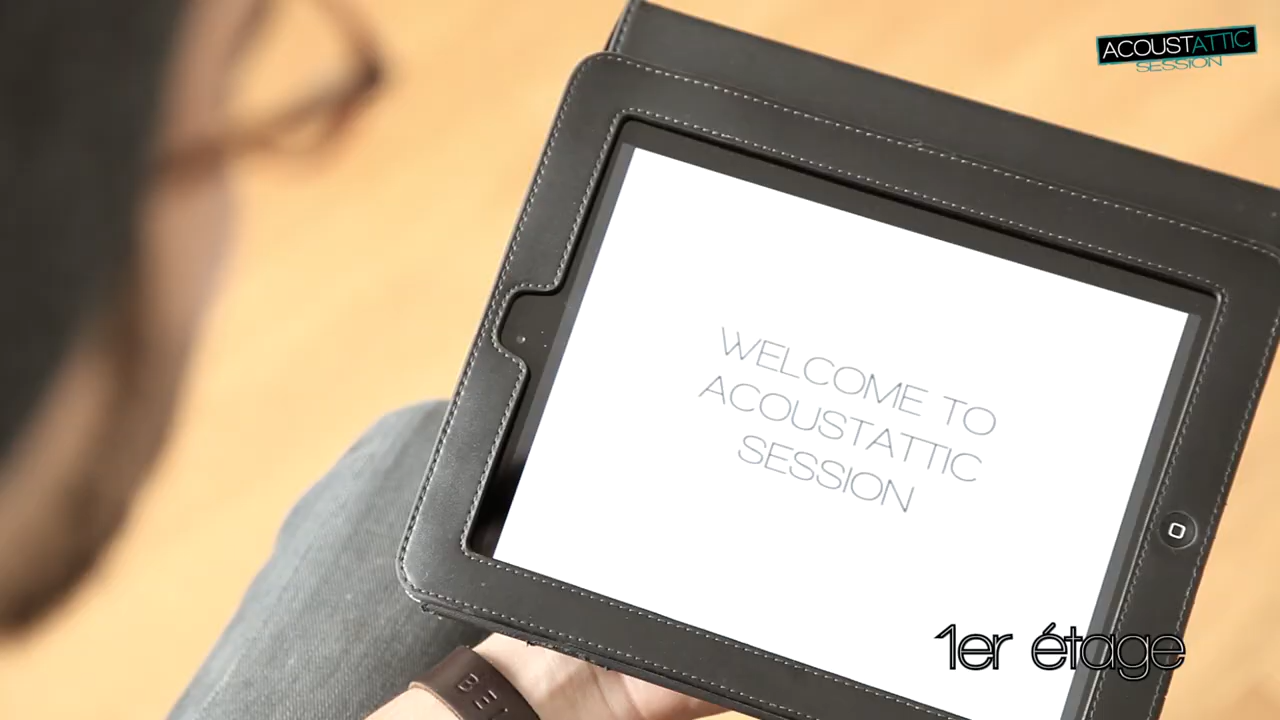 ACOUSTATTIC
SESSION
WELCOME TO
ACOUSTATTIC
SESSION
1er étage